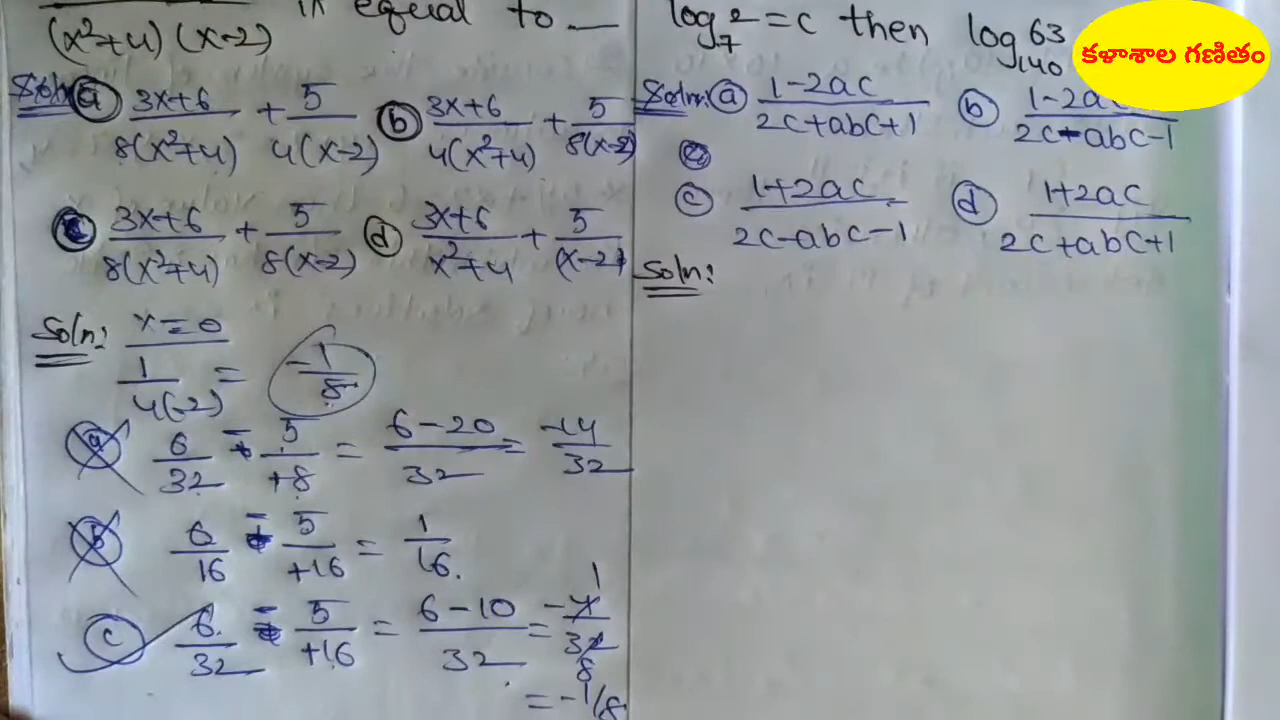 (x²+4)(x-2) is equal to __
Soln: (a) 3x+6/8(x²+4) + 5/4(x-2) (b) 3x+6/4(x²+4) + 5/8(x-2)
(c) 3x+6/8(x²+4) + 5/8(x-2) (d) 3x+6/x²+4 + 5/(x-2)
Soln: x=0
1/4(-2) = -1/8
(a) 6/32 - 5/+8 = 6-20/32 = -14/32
(b) 6/16 - 5/+16 = 1/16.
(c) 6/32 - 5/+16 = 6-10/32 = -4/32 1 8
= -1/8
log₇2 = c then log₁₄₀63
కళాశాల గణితం
Soln: (a) 1-2ac/2c+abc+1 (b) 1-2a/2c-abc-1
(c) 1+2ac/2c-abc-1 (d) 1+2ac/2c+abc+1
Soln: